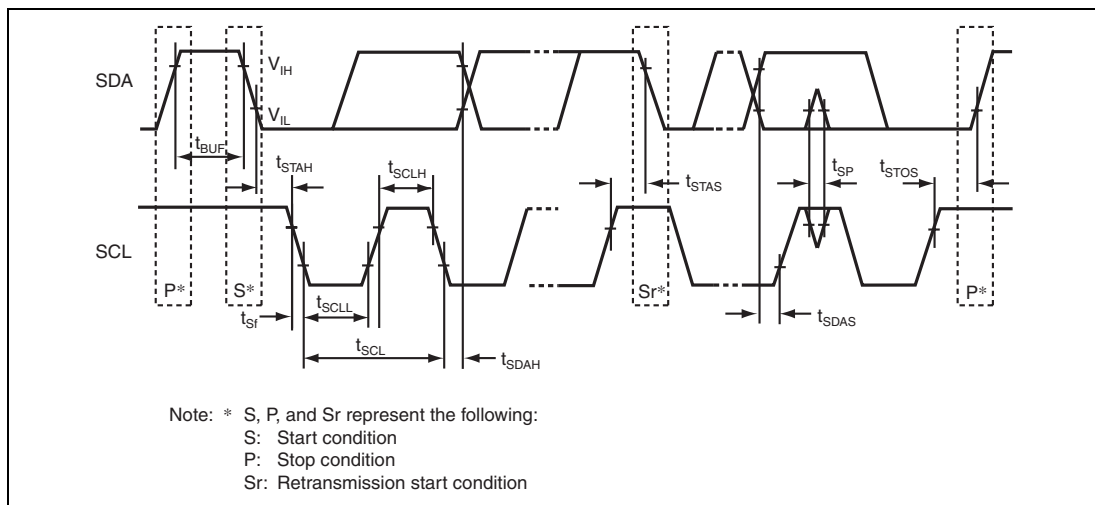 SDA
V_IH
V_IL
t_BUF
t_STAH
t_SCLH
t_STAS
t_SP
t_STOS
SCL
P*
S*
Sr*
P*
t_Sf
t_SCLL
t_SCL
t_SDAH
t_SDAS
Note: * S, P, and Sr represent the following:
S: Start condition
P: Stop condition
Sr: Retransmission start condition